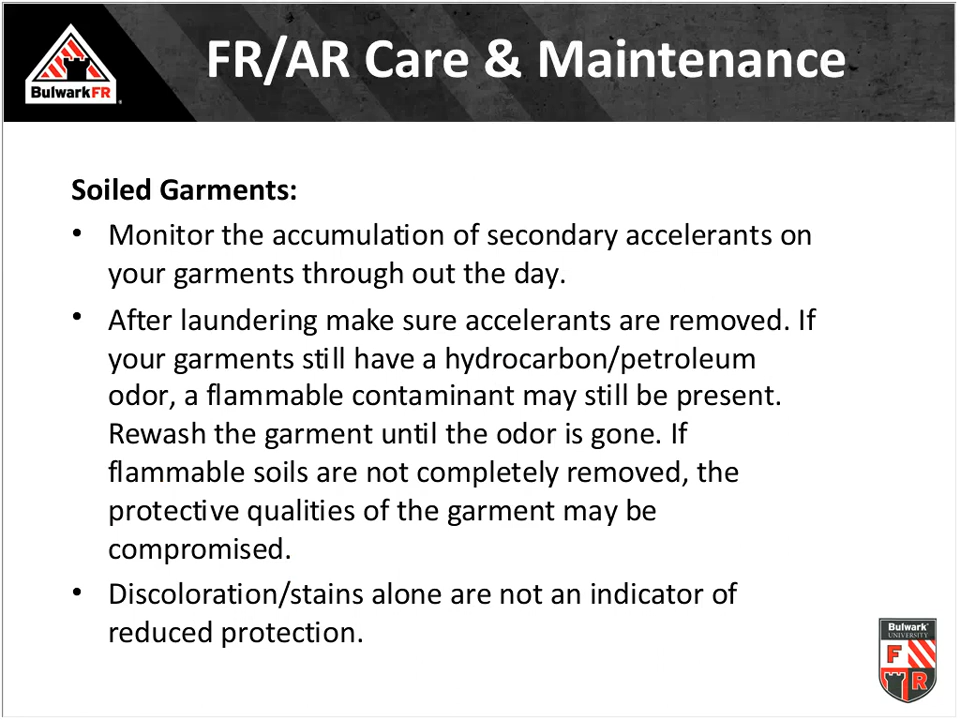 BulwarkFR
FR/AR Care & Maintenance
Soiled Garments:
• Monitor the accumulation of secondary accelerants on
your garments through out the day.
• After laundering make sure accelerants are removed. If
your garments still have a hydrocarbon/petroleum
odor, a flammable contaminant may still be present.
Rewash the garment until the odor is gone. If
flammable soils are not completely removed, the
protective qualities of the garment may be
compromised.
• Discoloration/stains alone are not an indicator of
reduced protection.
Bulwark
UNIVERSITY
F
R